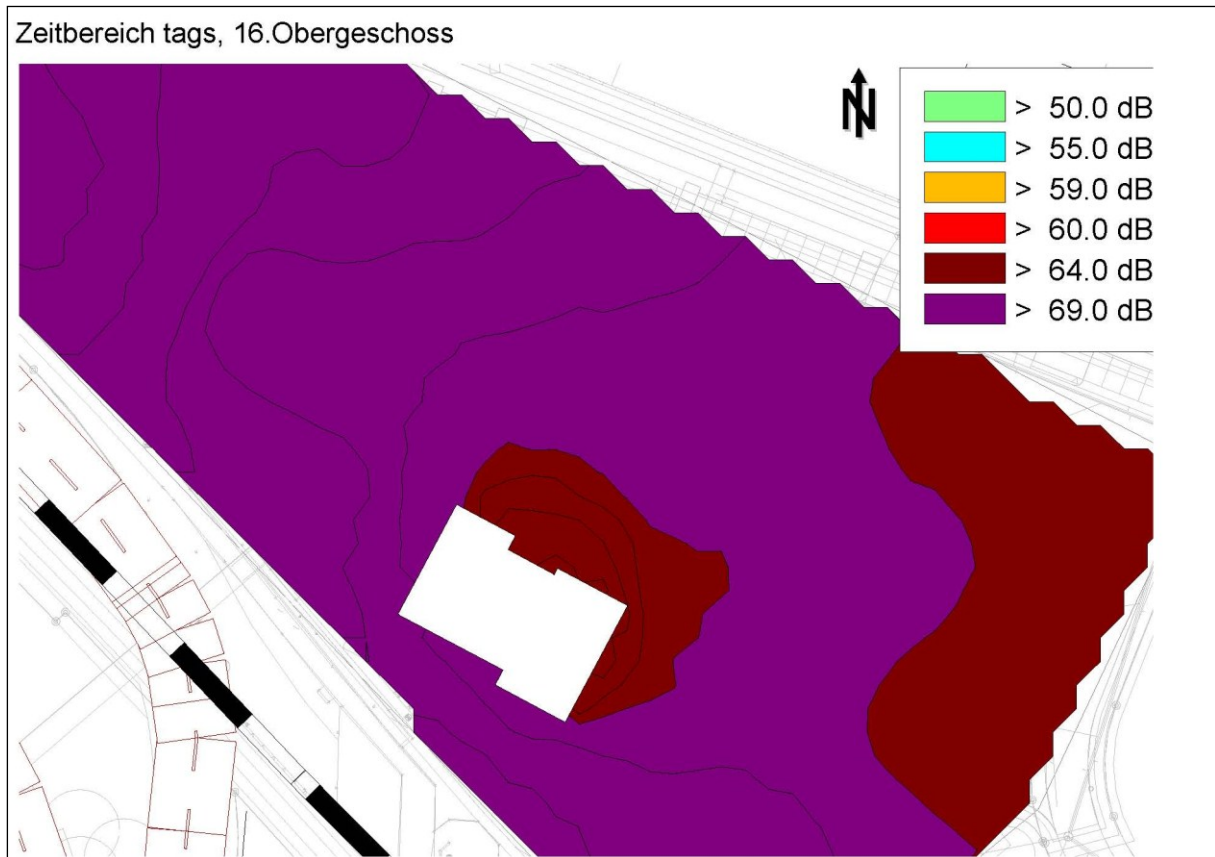 Zeitbereich tags, 16.Obergeschoss
N
> 50.0 dB
> 55.0 dB
> 59.0 dB
> 60.0 dB
> 64.0 dB
> 69.0 dB